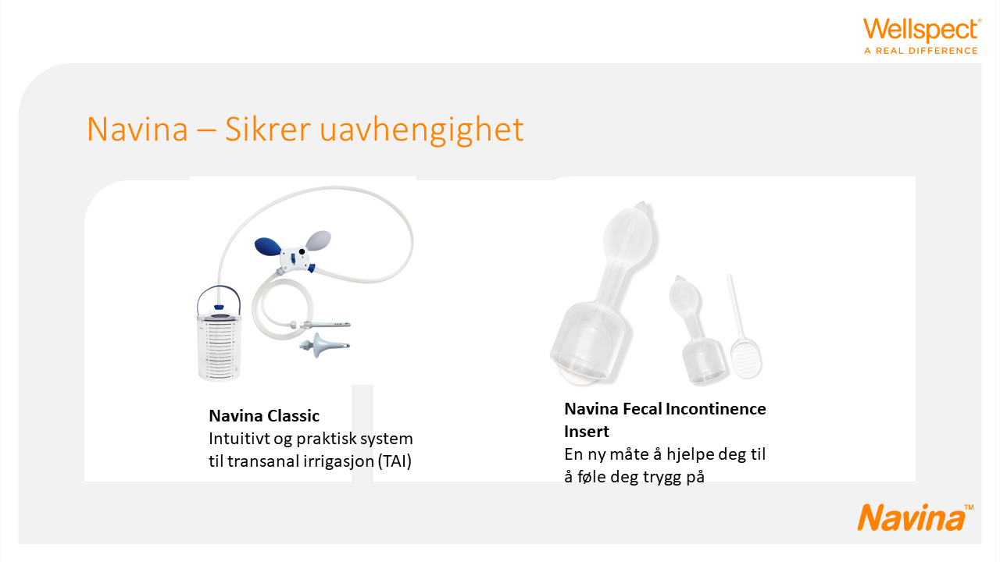 Wellspect®
A REAL DIFFERENCE
Navina – Sikrer uavhengighet
Navina Classic
Intuitivt og praktisk system
til transanal irrigasjon (TAI)
Navina Fecal Incontinence
Insert
En ny måte å hjelpe deg til
å føle deg trygg på
Navina™